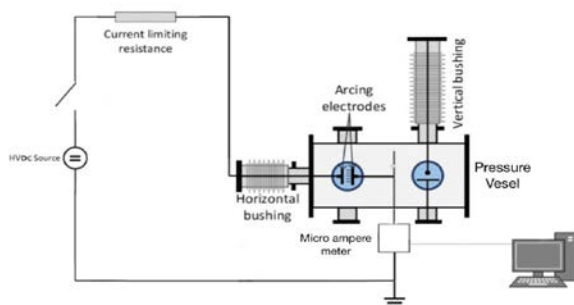 Current limiting
resistance
HVDC Source
Arcing
electrodes
Vertical bushing
Horizontal
bushing
Pressure
Vesel
Micro ampere
meter